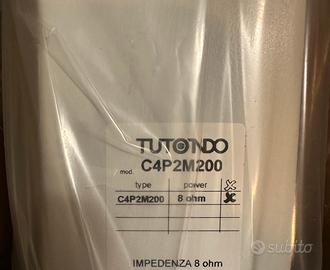 TUTONDO
mod. C4P2M200
type power
C4P2M200 8 ohm
IMPEDENZA 8 ohm
subito